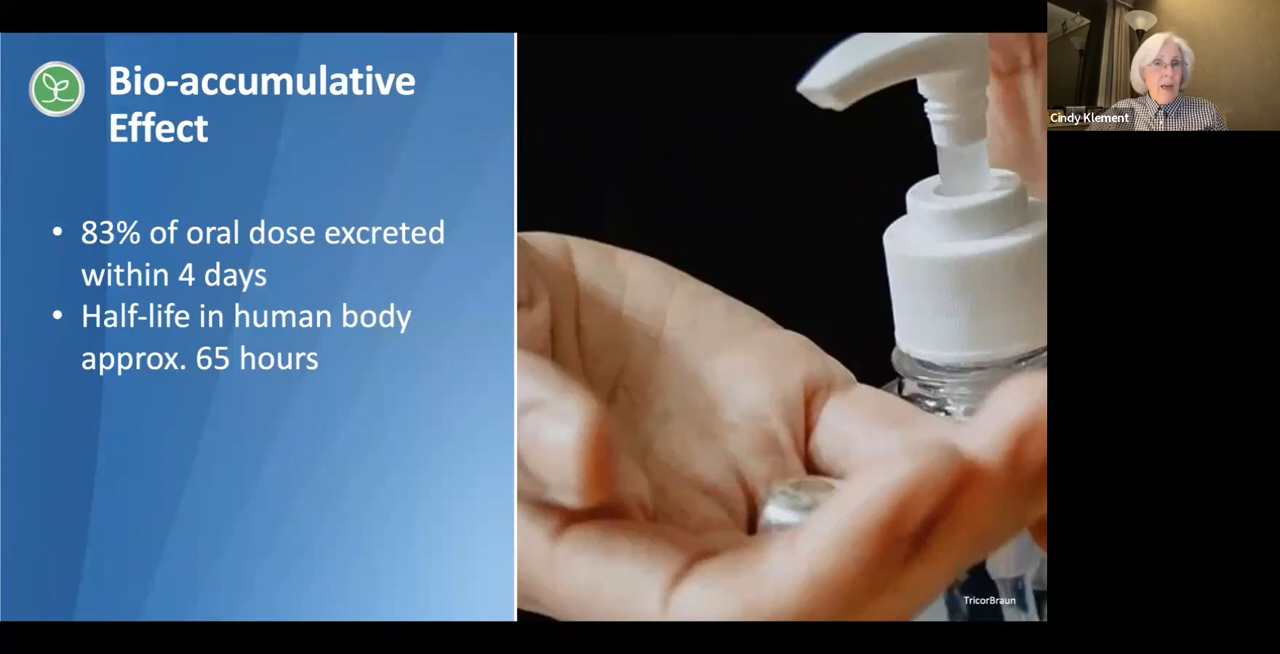 Bio-accumulative
Effect
• 83% of oral dose excreted
within 4 days
• Half-life in human body
approx. 65 hours
TricorBraun
Cindy Klement